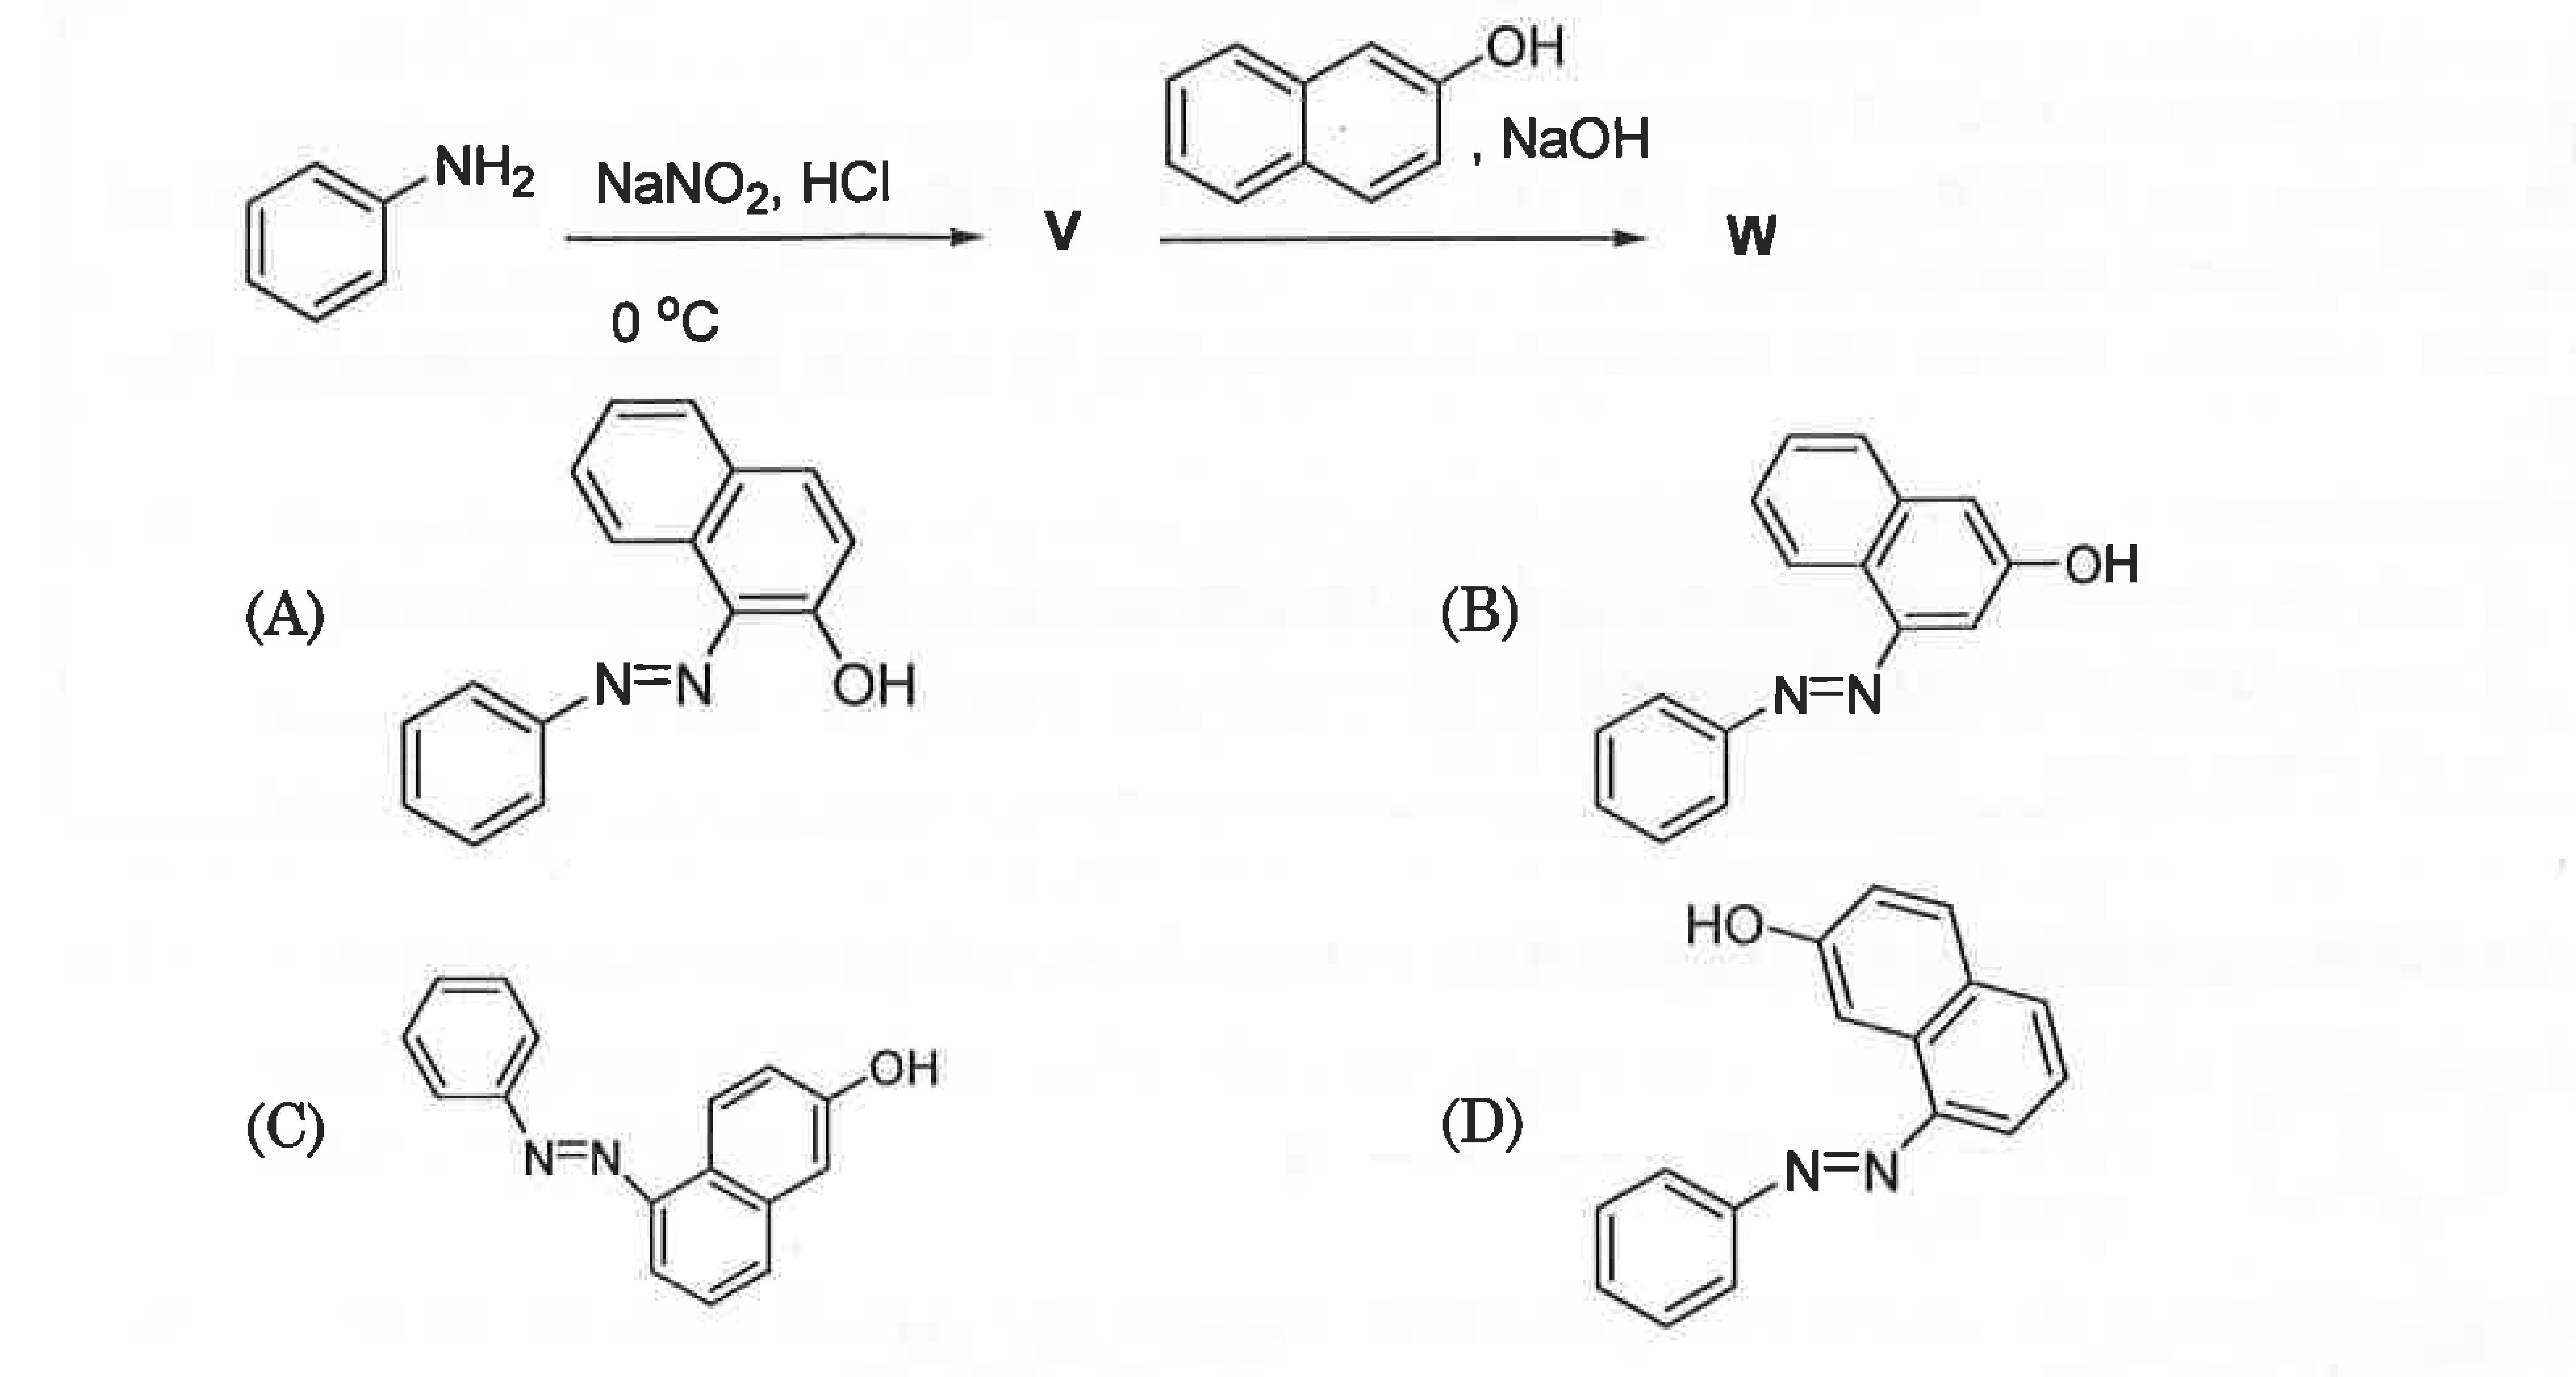 OH
, NaOH
NH2
NaNO2, HCl
V
W
0 °C
(A)
N=N
OH
(B)
OH
N=N
(C)
OH
N=N
(D)
HO
N=N